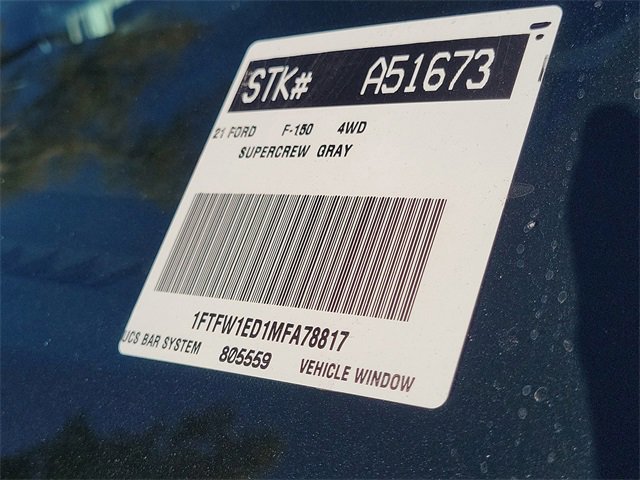 STK# A51673
21 FORD F-150 4WD
SUPERCREW GRAY
1FTFW1ED1MFA78817
UCS BAR SYSTEM 805559 VEHICLE WINDOW